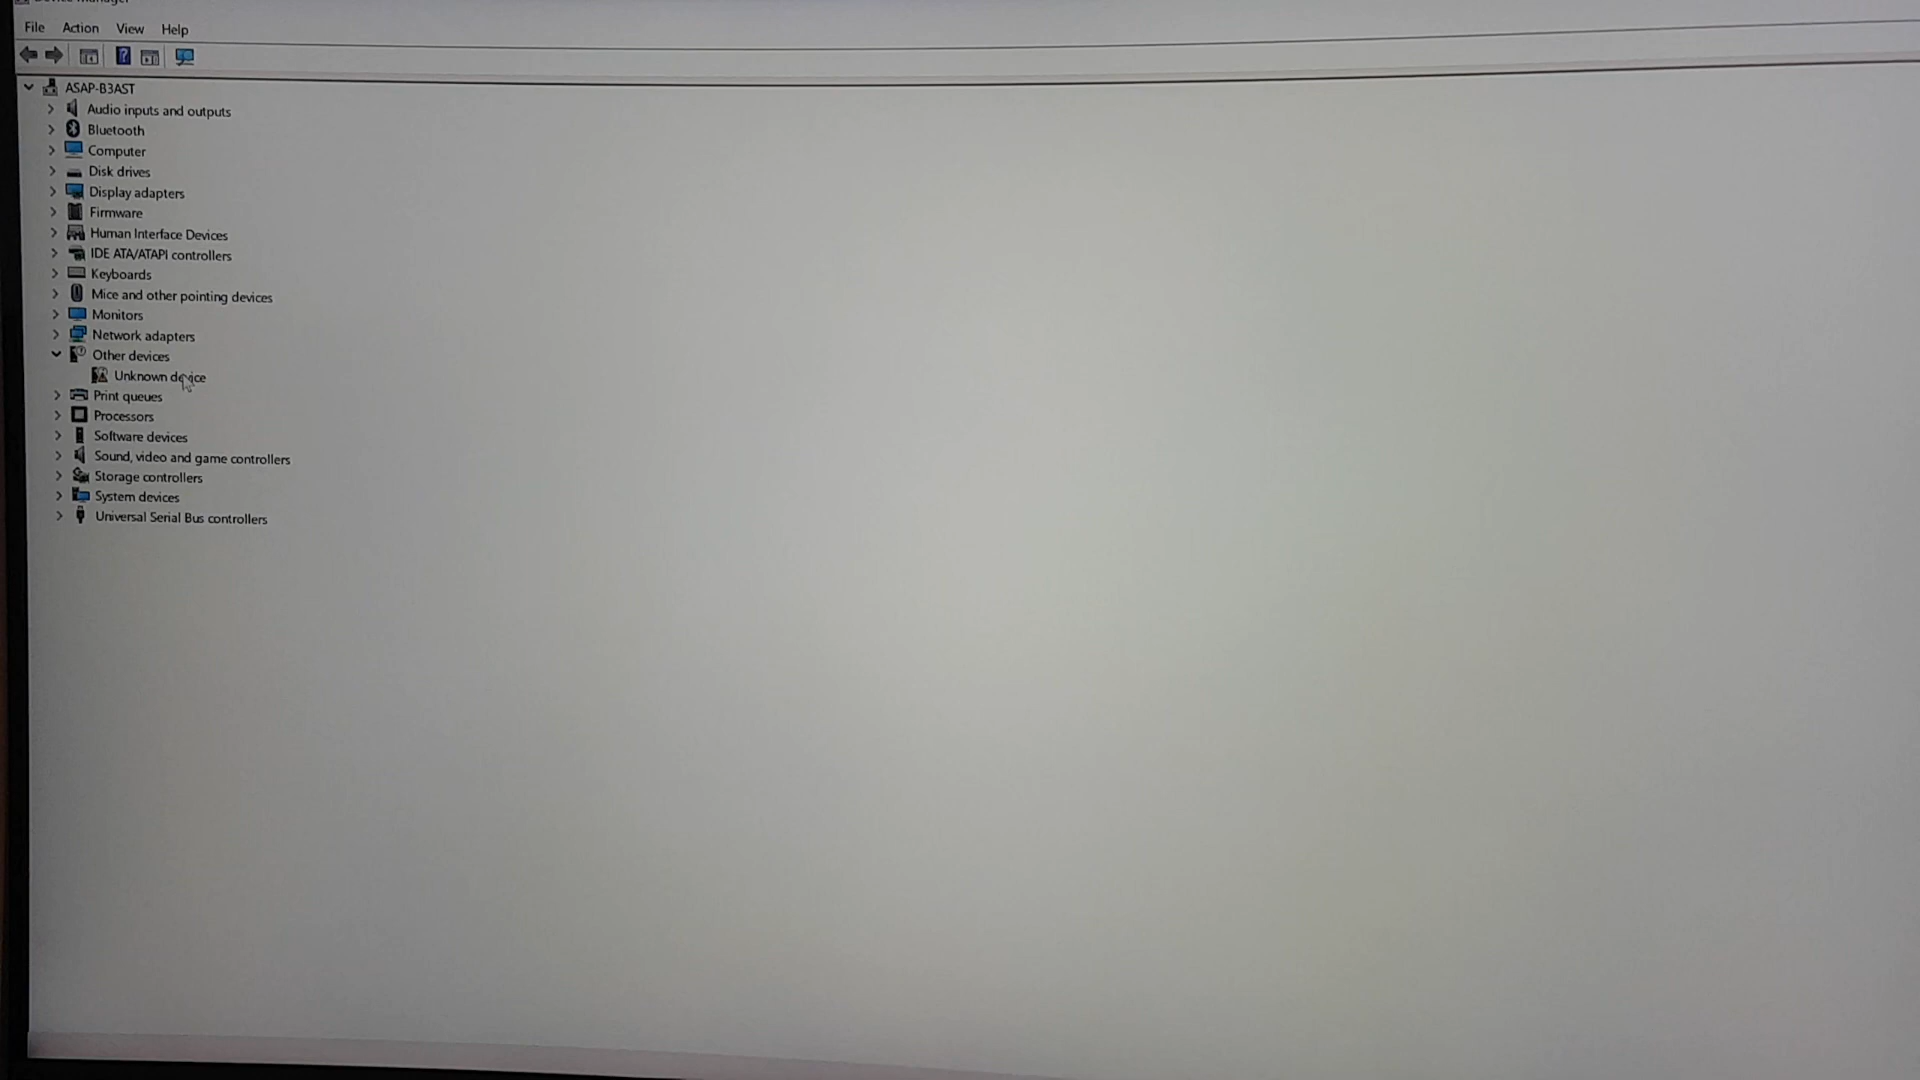 File Action View Help
ASAP-B3AST
Audio inputs and outputs
Bluetooth
Computer
Disk drives
Display adapters
Firmware
Human Interface Devices
IDE ATA/ATAPI controllers
Keyboards
Mice and other pointing devices
Monitors
Network adapters
Other devices
Unknown device
Print queues
Processors
Software devices
Sound, video and game controllers
Storage controllers
System devices
Universal Serial Bus controllers